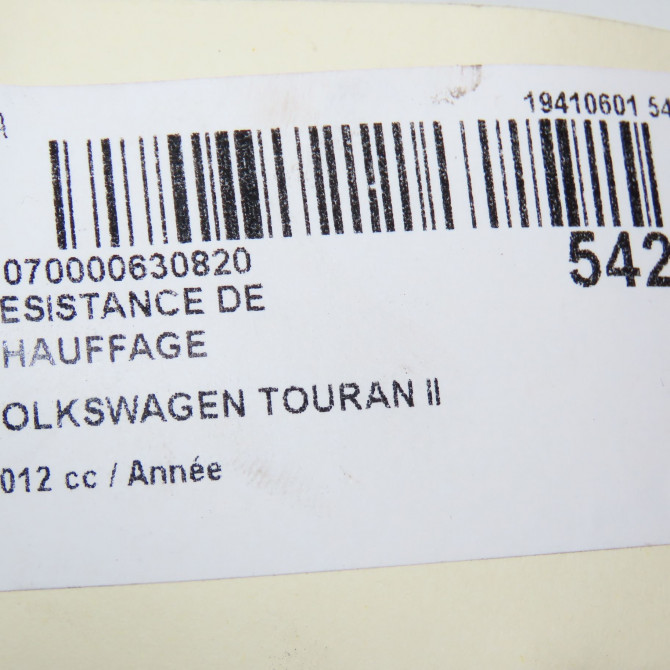 19410601 54
070000630820
542
ESISTANCE DE
HAUFFAGE
OLKSWAGEN TOURAN II
012 cc / Année